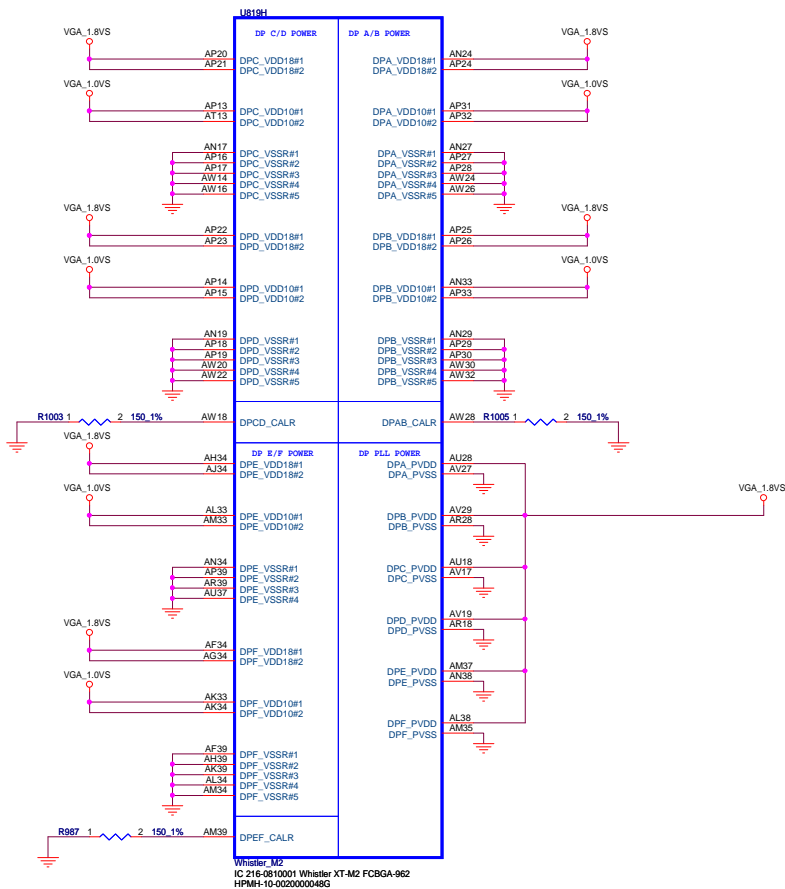 U819H
DP C/D POWER
DP A/B POWER
VGA_1.8VS
VGA_1.8VS
AP20 DPC_VDD18#1
AP21 DPC_VDD18#2
DPA_VDD18#1 AN24
DPA_VDD18#2 AP24
VGA_1.0VS
VGA_1.0VS
AP13 DPC_VDD10#1
AT13 DPC_VDD10#2
DPA_VDD10#1 AP31
DPA_VDD10#2 AP32
AN17 DPC_VSSR#1
AP16 DPC_VSSR#2
AP17 DPC_VSSR#3
AW14 DPC_VSSR#4
AW16 DPC_VSSR#5
DPA_VSSR#1 AN27
DPA_VSSR#2 AP27
DPA_VSSR#3 AP28
DPA_VSSR#4 AW24
DPA_VSSR#5 AW26
VGA_1.8VS
VGA_1.8VS
AP22 DPD_VDD18#1
AP23 DPD_VDD18#2
DPB_VDD18#1 AP25
DPB_VDD18#2 AP26
VGA_1.0VS
VGA_1.0VS
AP14 DPD_VDD10#1
AP15 DPD_VDD10#2
DPB_VDD10#1 AN33
DPB_VDD10#2 AP33
AN19 DPD_VSSR#1
AP18 DPD_VSSR#2
AP19 DPD_VSSR#3
AW20 DPD_VSSR#4
AW22 DPD_VSSR#5
DPB_VSSR#1 AN29
DPB_VSSR#2 AP29
DPB_VSSR#3 AP30
DPB_VSSR#4 AW30
DPB_VSSR#5 AW32
R1003 1 2 150_1% AW18 DPCD_CALR
DPAB_CALR AW28 R1005 1 2 150_1%
DP E/F POWER
DP PLL POWER
VGA_1.8VS
AH34 DPE_VDD18#1
AJ34 DPE_VDD18#2
DPA_PVDD AU28
DPA_PVSS AV27
VGA_1.0VS
VGA_1.8VS
AL33 DPE_VDD10#1
AM33 DPE_VDD10#2
DPB_PVDD AV29
DPB_PVSS AR28
AN34 DPE_VSSR#1
AP39 DPE_VSSR#2
AR39 DPE_VSSR#3
AU37 DPE_VSSR#4
DPC_PVDD AU18
DPC_PVSS AV17
VGA_1.8VS
AF34 DPF_VDD18#1
AG34 DPF_VDD18#2
DPD_PVDD AV19
DPD_PVSS AR18
VGA_1.0VS
AK33 DPF_VDD10#1
AK34 DPF_VDD10#2
DPE_PVDD AM37
DPE_PVSS AN38
DPF_PVDD AL38
DPF_PVSS AM35
AF39 DPF_VSSR#1
AH39 DPF_VSSR#2
AK39 DPF_VSSR#3
AL34 DPF_VSSR#4
AM34 DPF_VSSR#5
R987 1 2 150_1% AM39 DPEF_CALR
Whistler_M2
IC 216-0810001 Whistler XT-M2 FCBGA-962
HPMH-10-0020000048G